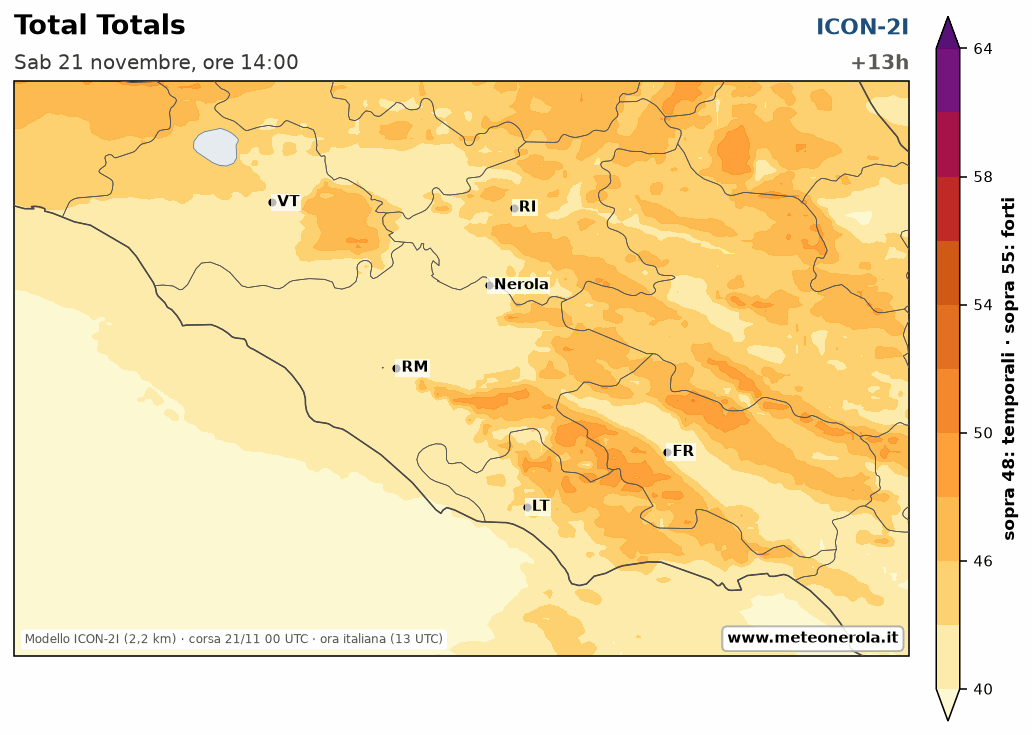 Total Totals
ICON-2I
Sab 21 novembre, ore 14:00
+13h
VT
RI
Nerola
RM
FR
LT
Modello ICON-2I (2,2 km) · corsa 21/11 00 UTC · ora italiana (13 UTC)
www.meteonerola.it
64
58
54
50
46
40
sopra 48: temporali · sopra 55: forti